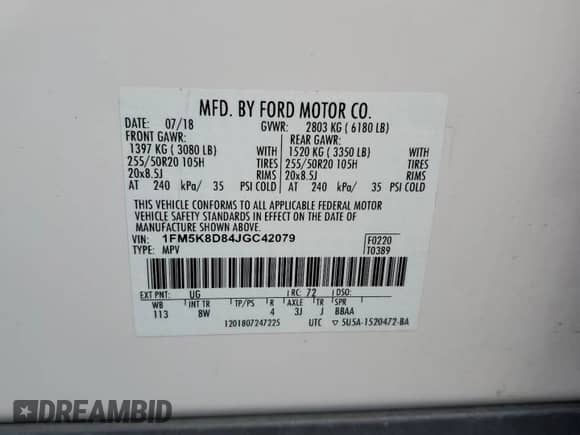 MFD. BY FORD MOTOR CO.
DATE: 07/18 GVWR: 2803 KG ( 6180 LB)
FRONT GAWR: REAR GAWR:
1397 KG ( 3080 LB) WITH 1520 KG ( 3350 LB) WITH
255/50R20 105H TIRES 255/50R20 105H TIRES
20x8.5J RIMS 20x8.5J RIMS
AT 240 kPa/ 35 PSI COLD AT 240 kPa/ 35 PSI COLD
THIS VEHICLE CONFORMS TO ALL APPLICABLE FEDERAL MOTOR
VEHICLE SAFETY STANDARDS IN EFFECT ON THE DATE OF
MANUFACTURE SHOWN ABOVE.
VIN: 1FM5K8D84JGC42079 F0220
TYPE: MPV T0389
EXT PNT: UG RC: 72 DSO:
WB INT TR TP/PS R AXLE TR SPR
113 8W 4 3J J BBAA
1201807247225 UTC ▽ 5U5A-1520472-BA
DREAMBID